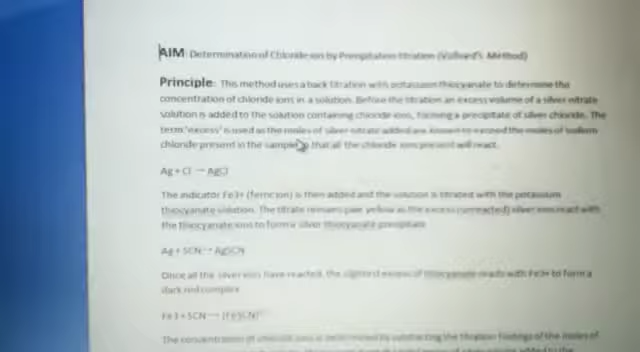 AIM: Determination of Chloride ion by Precipitation titration (Volhard's Method)
Principle: This method uses a back titration with potassium thiocyanate to determine the
concentration of chloride ions in a solution. Before the titration an excess volume of a silver nitrate
solution is added to the solution containing chloride ions, forming a precipitate of silver chloride. The
term 'excess' is used as the moles of silver nitrate added are known to exceed the moles of sodium
chloride present in the sample so that all the chloride ions present will react.
Ag + Cl → AgCl
The indicator Fe3+ (ferric ion) is then added and the solution is titrated with the potassium
thiocyanate solution. The titrate remains pale yellow as the excess (unreacted) silver ions react with
the thiocyanate ions to form a silver thiocyanate precipitate
Ag + SCN → AgSCN
Once all the silver ions have reacted, the slightest excess of thiocyanate reacts with Fe3+ to form a
dark red complex
Fe3 + SCN → [FeSCN]
The concentration of chloride ions is determined by subtracting the titration findings of the moles of